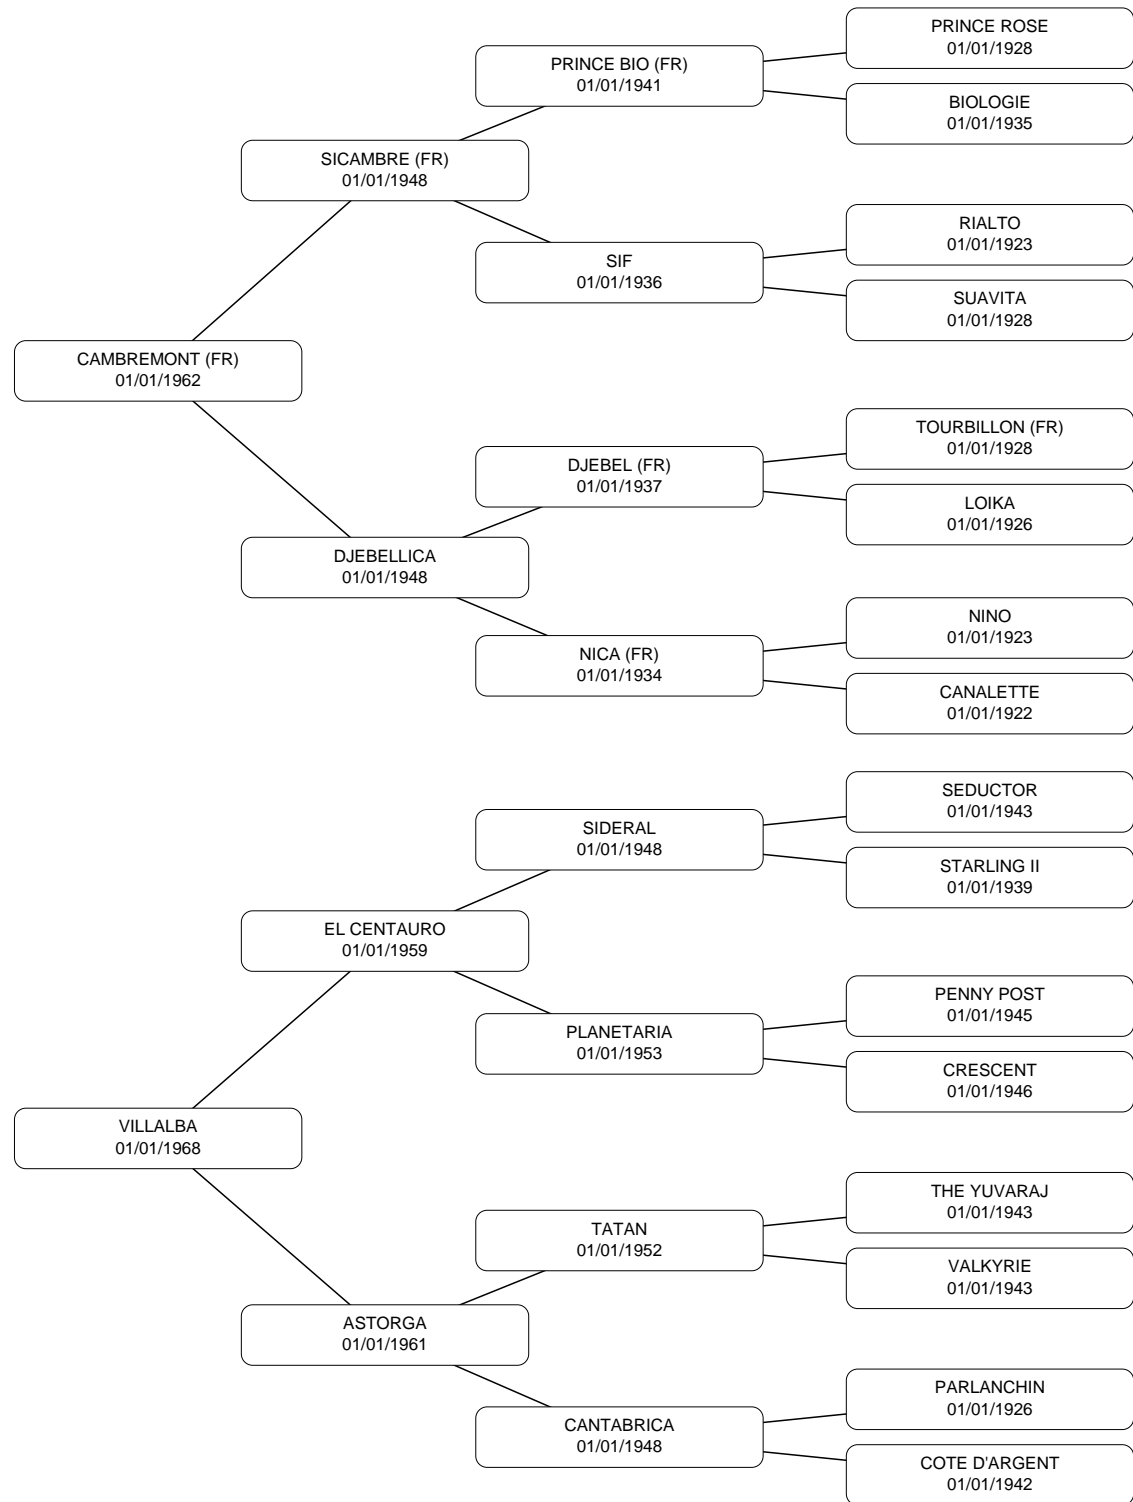 PRINCE ROSE
01/01/1928
PRINCE BIO (FR)
01/01/1941
BIOLOGIE
01/01/1935
SICAMBRE (FR)
01/01/1948
RIALTO
01/01/1923
SIF
01/01/1936
SUAVITA
01/01/1928
CAMBREMONT (FR)
01/01/1962
TOURBILLON (FR)
01/01/1928
DJEBEL (FR)
01/01/1937
LOIKA
01/01/1926
DJEBELLICA
01/01/1948
NINO
01/01/1923
NICA (FR)
01/01/1934
CANALETTE
01/01/1922
SEDUCTOR
01/01/1943
SIDERAL
01/01/1948
STARLING II
01/01/1939
EL CENTAURO
01/01/1959
PENNY POST
01/01/1945
PLANETARIA
01/01/1953
CRESCENT
01/01/1946
VILLALBA
01/01/1968
THE YUVARAJ
01/01/1943
TATAN
01/01/1952
VALKYRIE
01/01/1943
ASTORGA
01/01/1961
PARLANCHIN
01/01/1926
CANTABRICA
01/01/1948
COTE D'ARGENT
01/01/1942